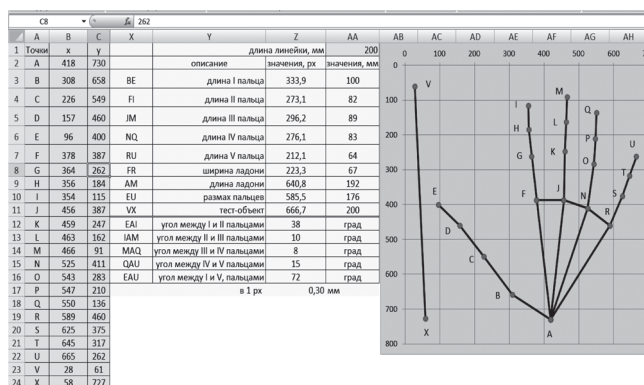 C8 fx 262
A B C X Y Z AA AB AC AD AE AF AG AH
1 Точки x y длина линейки, мм 200
2 A 418 730 описание значения, px значения, мм
3 B 308 658 BE длина I пальца 333,9 100
4 C 226 549 FI длина II пальца 273,1 82
5 D 157 460 JM длина III пальца 296,2 89
6 E 96 400 NQ длина IV пальца 276,1 83
7 F 378 387 RU длина V пальца 212,1 64
8 G 364 262 FR ширина ладони 223,3 67
9 H 356 184 AM длина 640,8 192
10 I 354 115 EU размах пальцев 585,5 176
11 J 456 387 VX тест-объект 666,7 200
12 K 459 247 EAI угол между I и II пальцами 38 град
13 L 463 162 IAM угол между II и III пальцами 10 град
14 M 466 91 MAQ угол между III и IV пальцами 8 град
15 N 525 411 QAU угол между IV и V пальцами 15 град
16 O 543 283 EAU угол между I и V, пальцами 72 град
17 P 547 210 в 1 px 0,30 мм
18 Q 550 136
19 R 589 460
20 S 625 375
21 T 645 317
22 U 665 262
23 V 28 61
24 X 58 727
0 100 200 300 400 500 600
0
100
200
300
400
500
600
700
800
V
M
I
Q
L
H
P
U
K
G
O
T
J
S
E
F
N
R
D
C
B
X
A